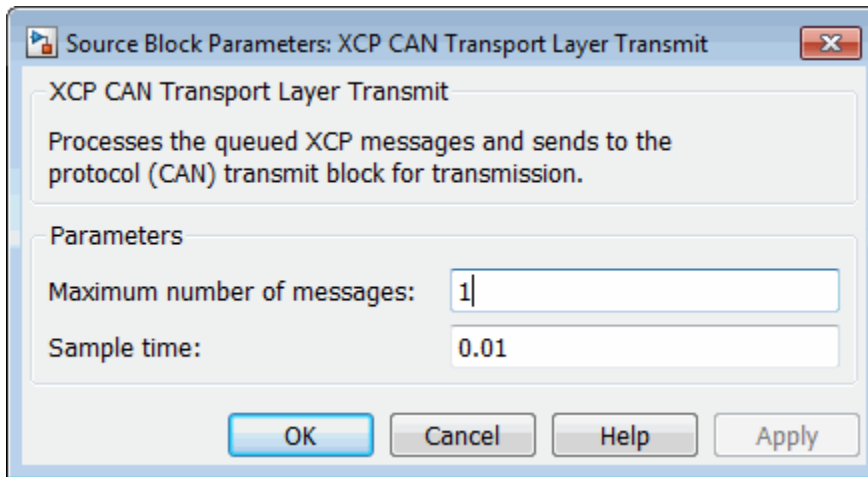 Source Block Parameters: XCP CAN Transport Layer Transmit
XCP CAN Transport Layer Transmit
Processes the queued XCP messages and sends to the
protocol (CAN) transmit block for transmission.
Parameters
Maximum number of messages: 1
Sample time: 0.01
OK Cancel Help Apply